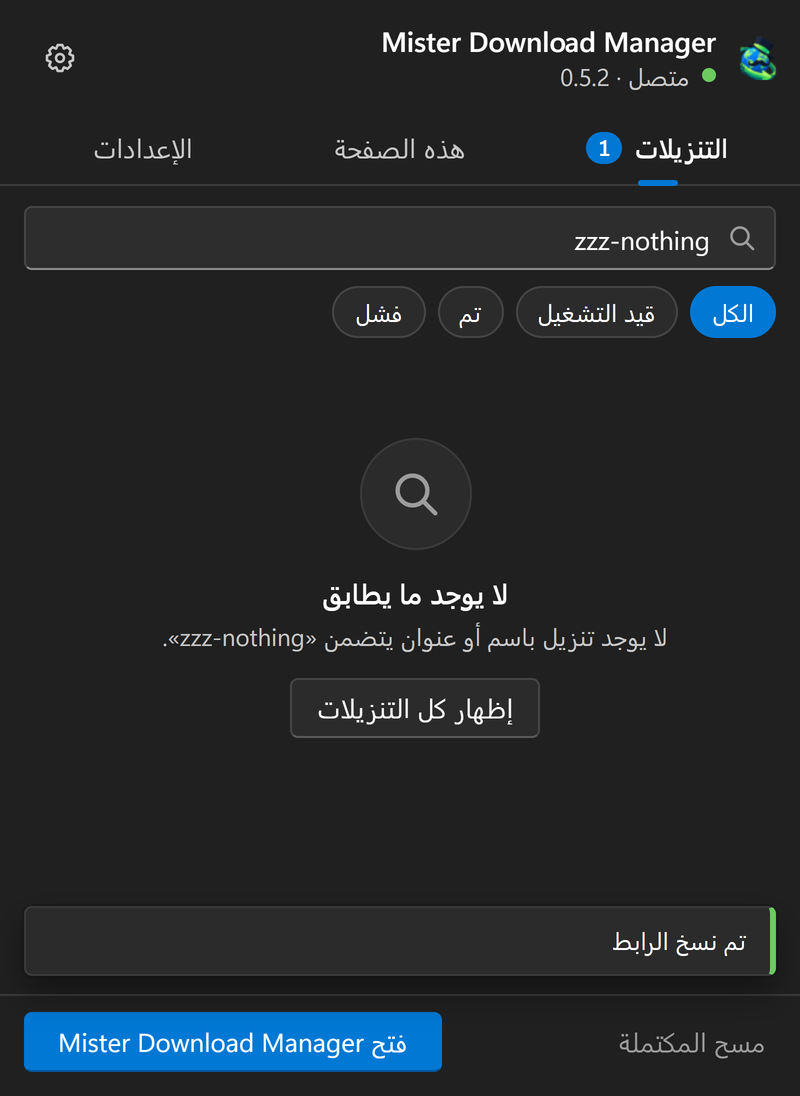 Mister Download Manager
متصل · 0.5.2
التنزيلات 1
هذه الصفحة
الإعدادات
zzz-nothing
الكل
قيد التشغيل
تم
فشل
لا يوجد ما يطابق
لا يوجد تنزيل باسم أو عنوان يتضمن «zzz-nothing».
إظهار كل التنزيلات
تم نسخ الرابط
مسح المكتملة
فتح Mister Download Manager